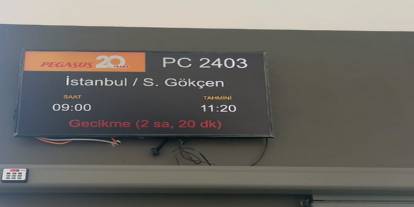 PEGASUS 20 PC 2403
İstanbul / S. Gökçen
SAAT TAHMİNİ
09:00 11:20
Gecikme (2 sa, 20 dk)